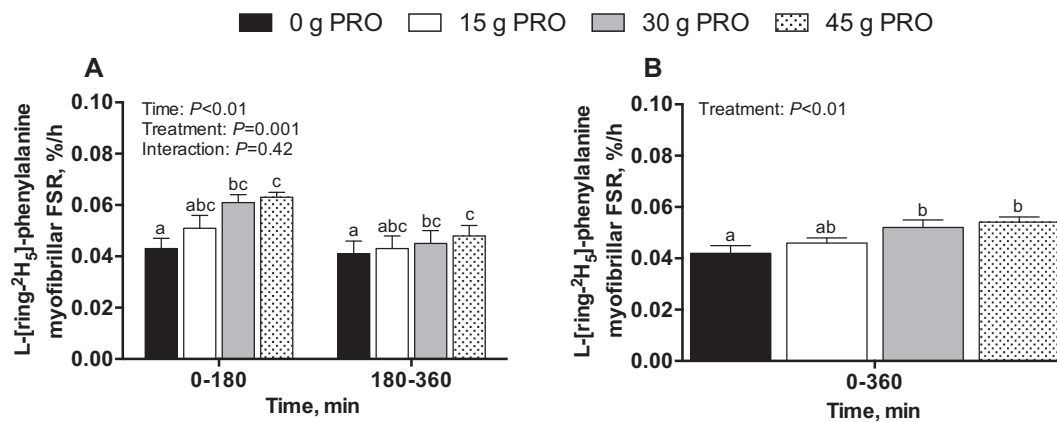 0 g PRO 15 g PRO 30 g PRO 45 g PRO
A
Time: P<0.01
Treatment: P=0.001
Interaction: P=0.42
L-[ring-²H₅]-phenylalanine
myofibrillar FSR, %/h
0.10
0.08
0.06
0.04
0.02
0.00
a abc bc c
a abc bc c
0-180 180-360
Time, min
B
Treatment: P<0.01
L-[ring-²H₅]-phenylalanine
myofibrillar FSR, %/h
0.10
0.08
0.06
0.04
0.02
0.00
a ab b b
0-360
Time, min